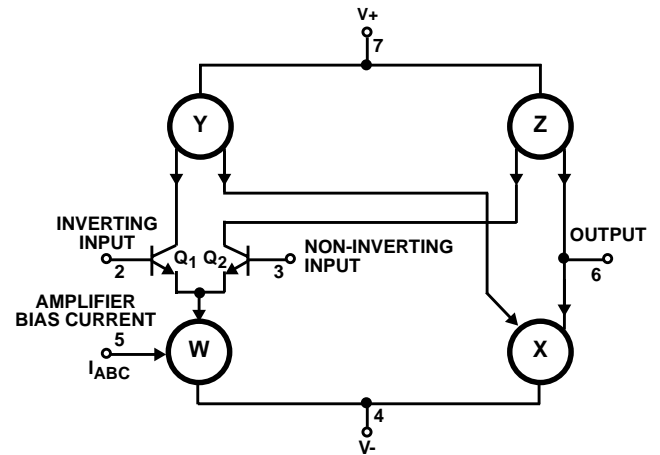 V+
7
Y
Z
INVERTING
INPUT
2
Q1
Q2
3
NON-INVERTING
INPUT
OUTPUT
6
AMPLIFIER
BIAS CURRENT
5
IABC
W
X
4
V-